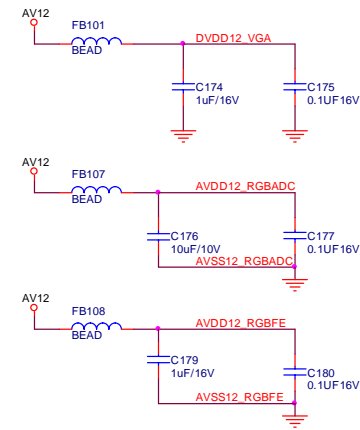 AV12
FB101
BEAD
DVDD12_VGA
C174
1uF/16V
C175
0.1UF16V
AV12
FB107
BEAD
AVDD12_RGBADC
C176
10uF/10V
C177
0.1UF16V
AVSS12_RGBADC
AV12
FB108
BEAD
AVDD12_RGBFE
C179
1uF/16V
C180
0.1UF16V
AVSS12_RGBFE